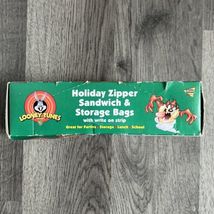 LOONEY TUNES
Holiday Zipper
Sandwich &
Storage Bags
with write on strip
Great for Parties · Storage · Lunch · School